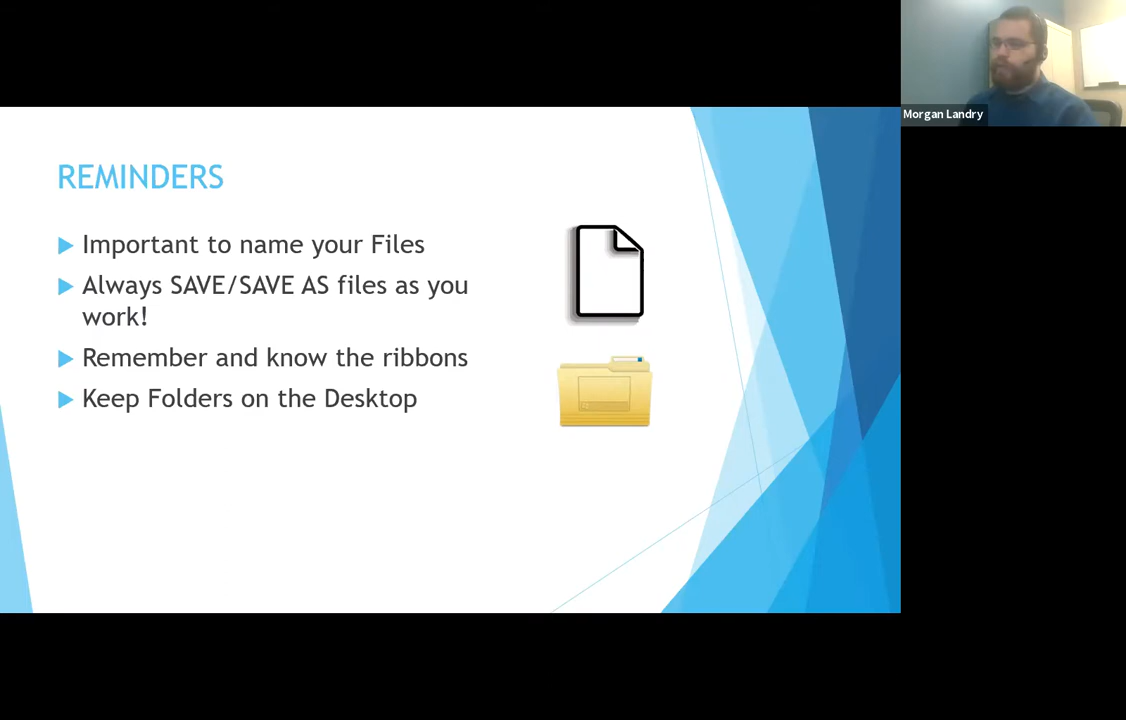 Morgan Landry
REMINDERS
Important to name your Files
Always SAVE/SAVE AS files as you
work!
Remember and know the ribbons
Keep Folders on the Desktop